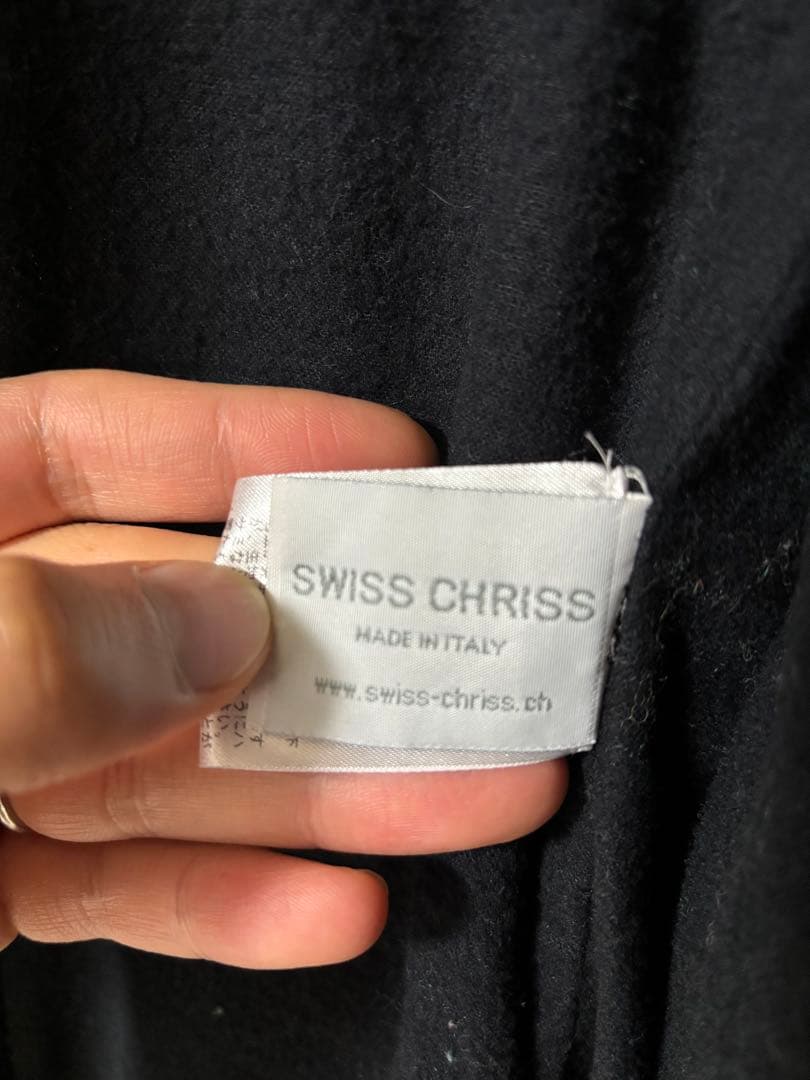 SWISS CHRISS
MADE IN ITALY
www.swiss-chriss.ch